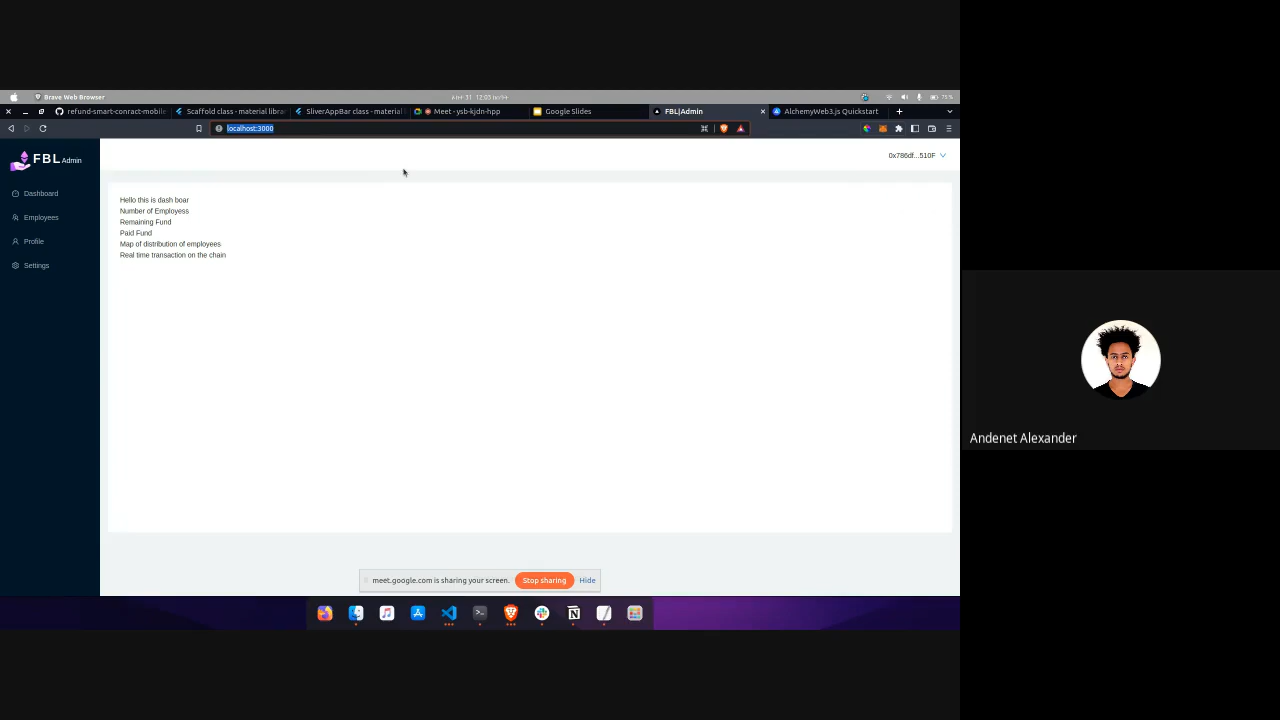 Brave Web Browser
31 12:03
refund-smart-conract-mobile
Scaffold class - material librar
SliverAppBar class - material l
Meet - ysb-kjdn-hpp
Google Slides
FBL|Admin
AlchemyWeb3.js Quickstart
localhost:3000
FBL Admin
0x786df...510F
Dashboard
Employees
Profile
Settings
Hello this is dash boar
Number of Employess
Remaining Fund
Paid Fund
Map of distribution of employees
Real time transaction on the chain
meet.google.com is sharing your screen.
Stop sharing
Hide
Andenet Alexander